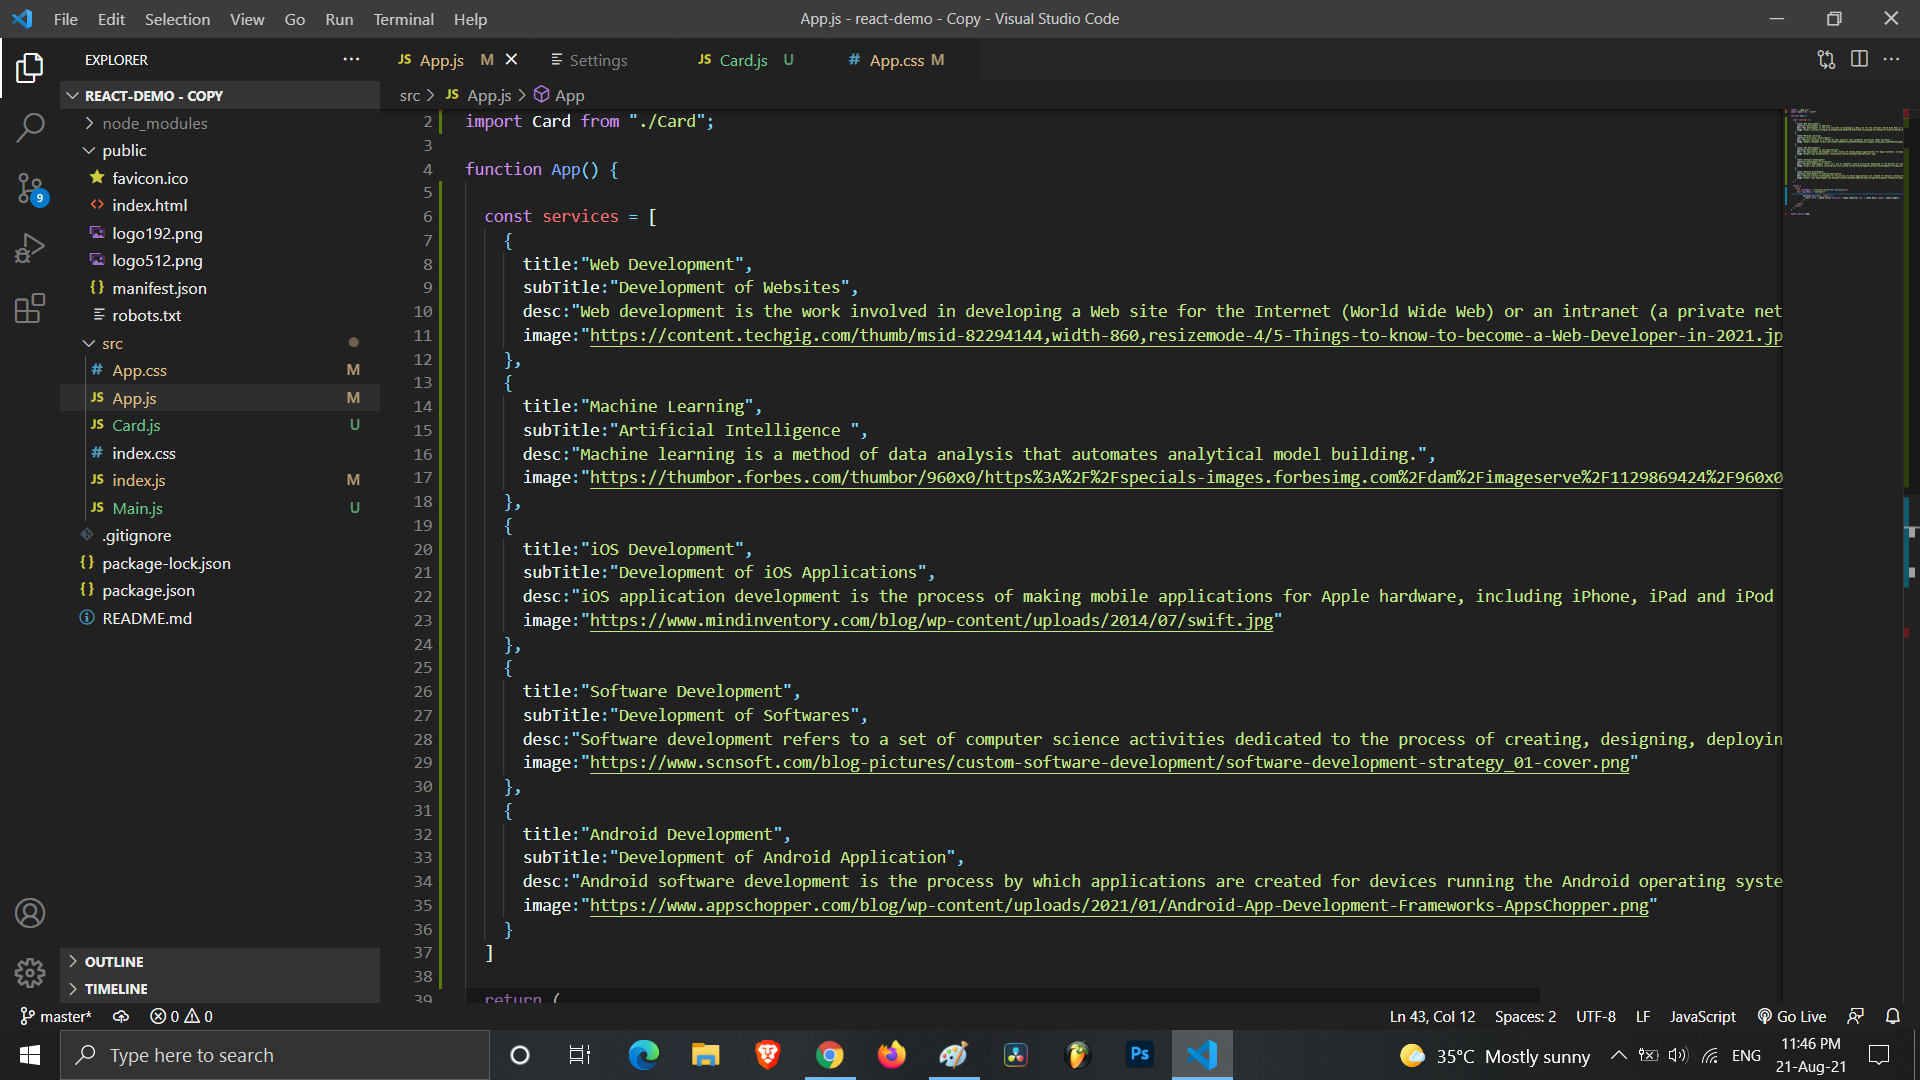 File Edit Selection View Go Run Terminal Help
App.js - react-demo - Copy - Visual Studio Code
EXPLORER
REACT-DEMO - COPY
node_modules
public
favicon.ico
index.html
logo192.png
logo512.png
manifest.json
robots.txt
src
App.css M
App.js M
Card.js U
index.css
index.js M
Main.js U
.gitignore
package-lock.json
package.json
README.md
OUTLINE
TIMELINE
9
JS App.js M
Settings
JS Card.js U
# App.css M
src > JS App.js > App
2 import Card from "./Card";
3
4 function App() {
5
6 const services = [
7 {
8 title:"Web Development",
9 subTitle:"Development of Websites",
10 desc:"Web development is the work involved in developing a Web site for the Internet (World Wide Web) or an intranet (a private net
11 image:"https://content.techgig.com/thumb/msid-82294144,width-860,resizemode-4/5-Things-to-know-to-become-a-Web-Developer-in-2021.jp
12 },
13 {
14 title:"Machine Learning",
15 subTitle:"Artificial Intelligence ",
16 desc:"Machine learning is a method of data analysis that automates analytical model building.",
17 image:"https://thumbor.forbes.com/thumbor/960x0/https%3A%2F%2Fspecials-images.forbesimg.com%2Fdam%2Fimageserve%2F1129869424%2F960x0
18 },
19 {
20 title:"iOS Development",
21 subTitle:"Development of iOS Applications",
22 desc:"iOS application development is the process of making mobile applications for Apple hardware, including iPhone, iPad and iPod
23 image:"https://www.mindinventory.com/blog/wp-content/uploads/2014/07/swift.jpg"
24 },
25 {
26 title:"Software Development",
27 subTitle:"Development of Softwares",
28 desc:"Software development refers to a set of computer science activities dedicated to the process of creating, designing, deployin
29 image:"https://www.scnsoft.com/blog-pictures/custom-software-development/software-development-strategy_01-cover.png"
30 },
31 {
32 title:"Android Development",
33 subTitle:"Development of Android Application",
34 desc:"Android software development is the process by which applications are created for devices running the Android operating syste
35 image:"https://www.appschopper.com/blog/wp-content/uploads/2021/01/Android-App-Development-Frameworks-AppsChopper.png"
36 }
37 ]
38
39 return (
master* 0 0
Ln 43, Col 12 Spaces: 2 UTF-8 LF JavaScript Go Live
Type here to search
Ps
35°C Mostly sunny
ENG
11:46 PM
21-Aug-21